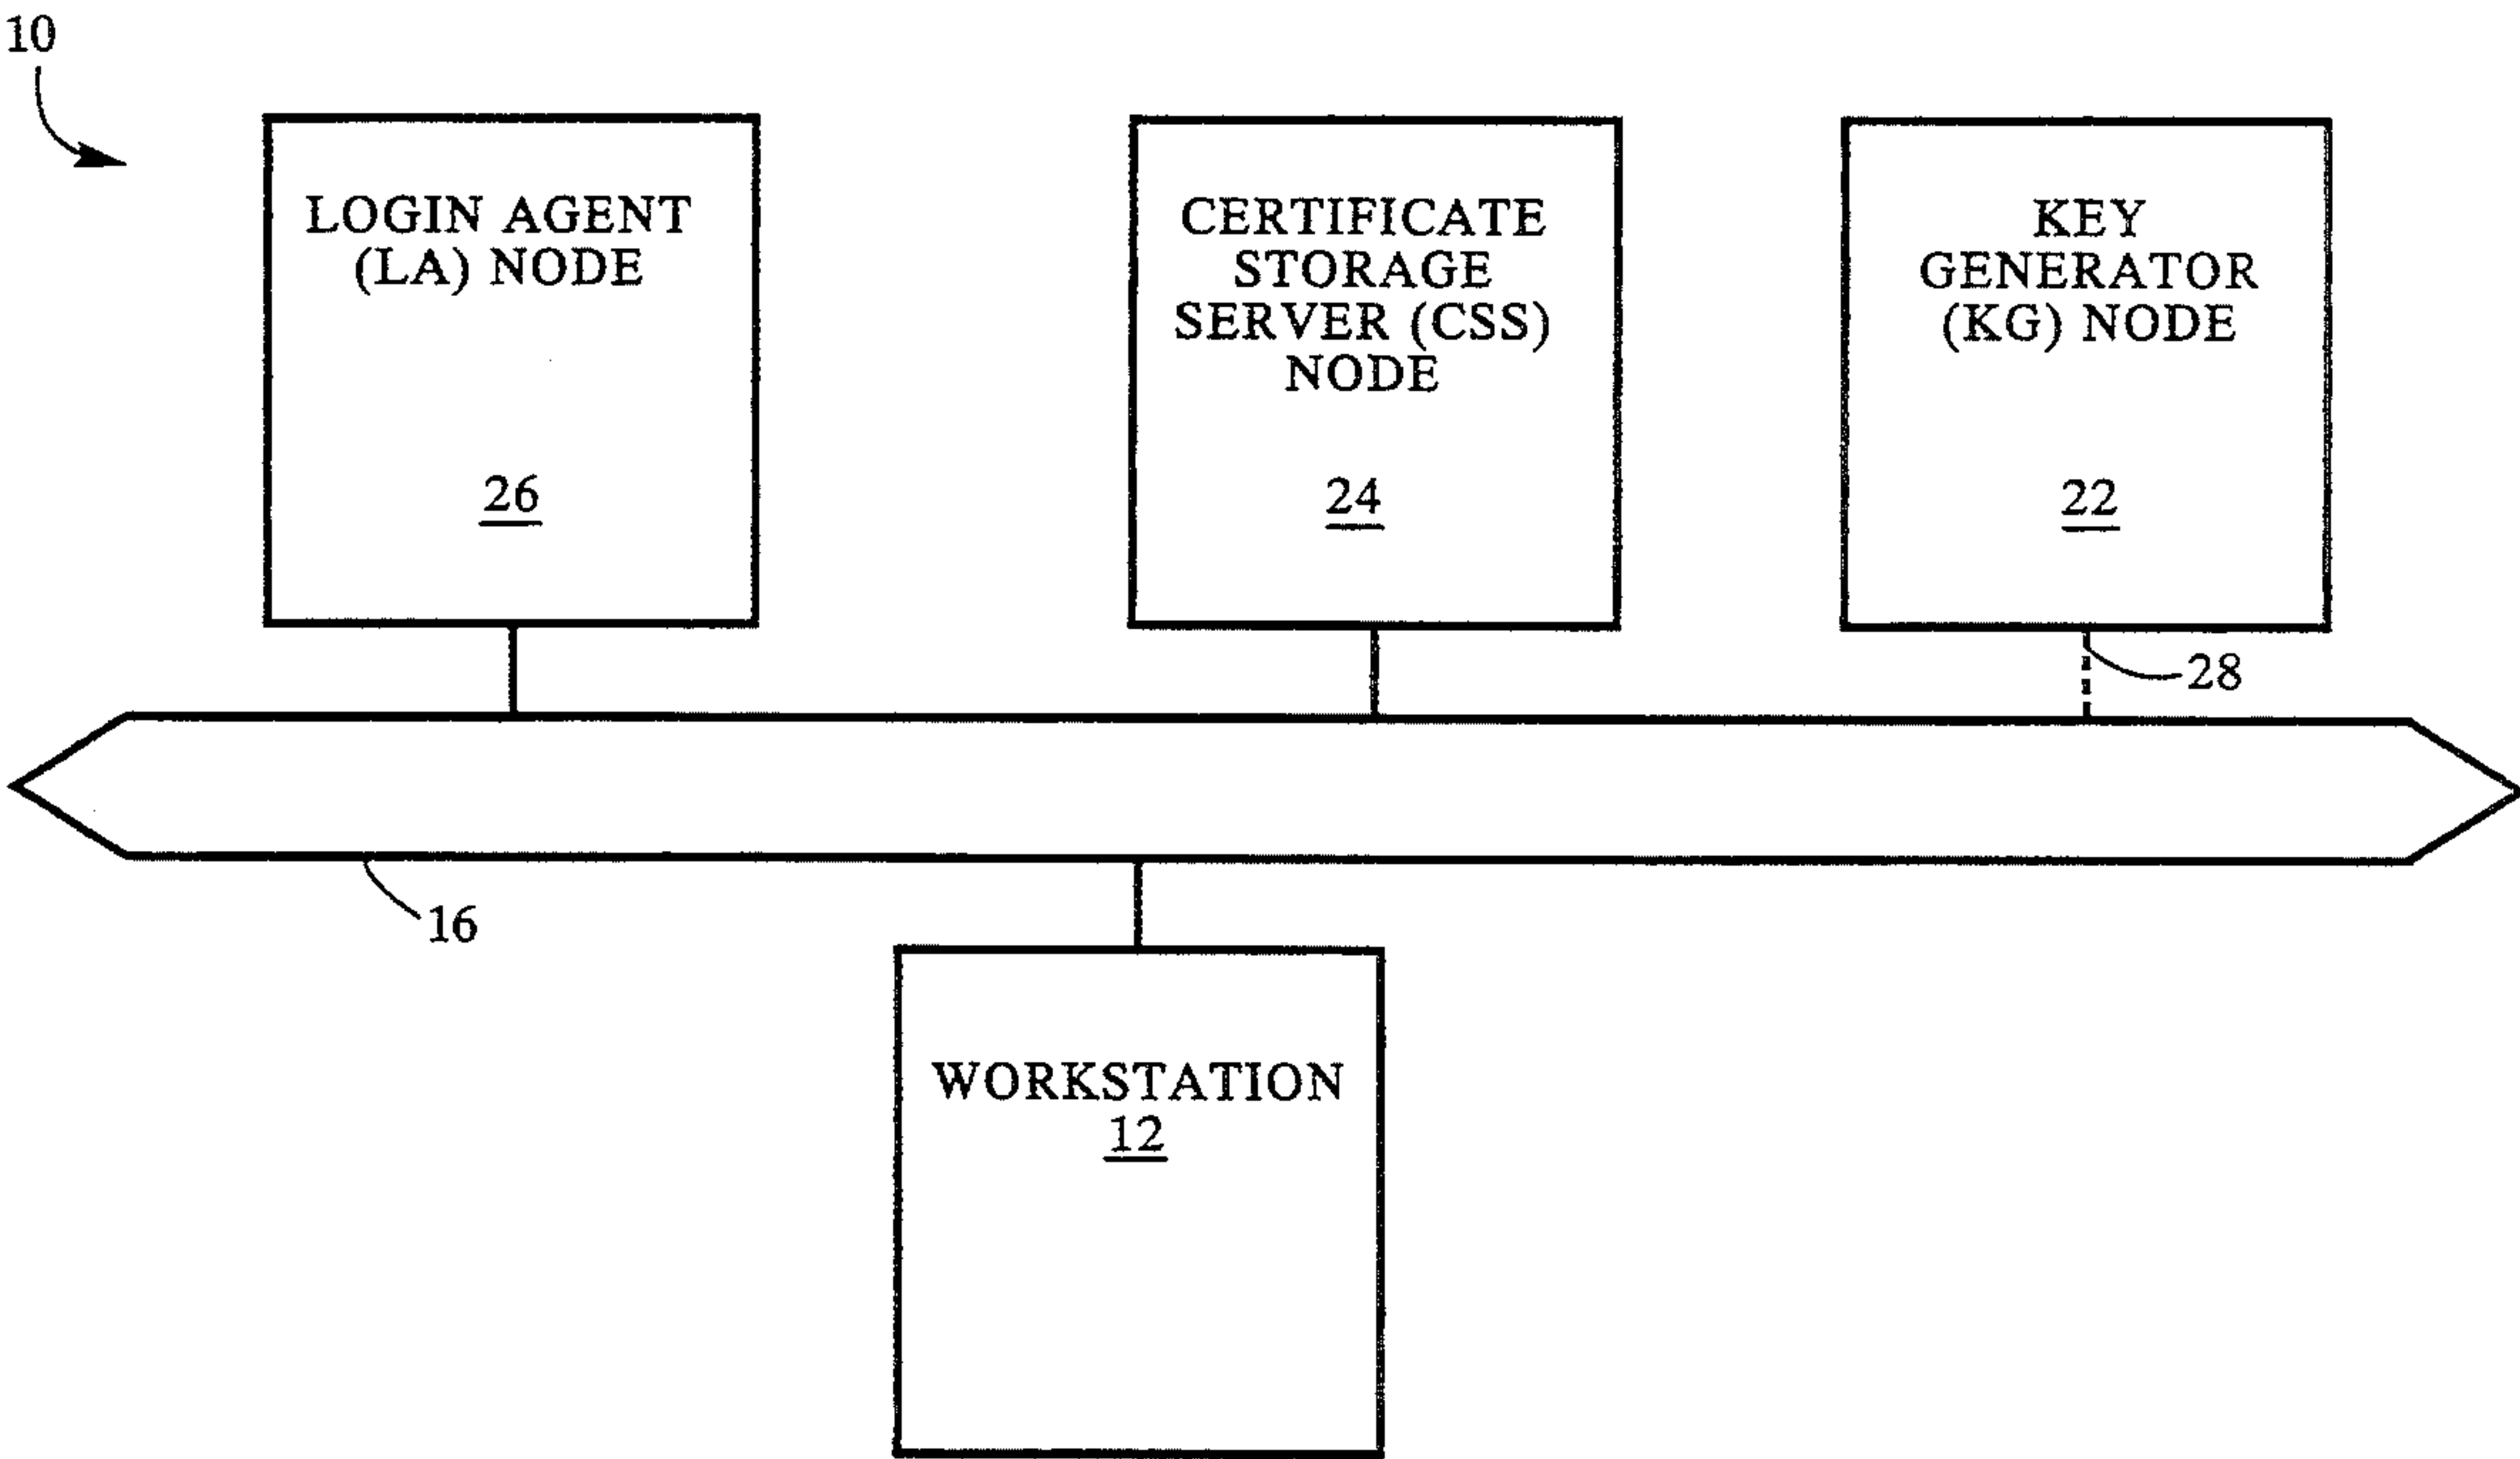 10
LOGIN AGENT
(LA) NODE
26
CERTIFICATE
STORAGE
SERVER (CSS)
NODE
24
KEY
GENERATOR
(KG) NODE
22
28
16
WORKSTATION
12